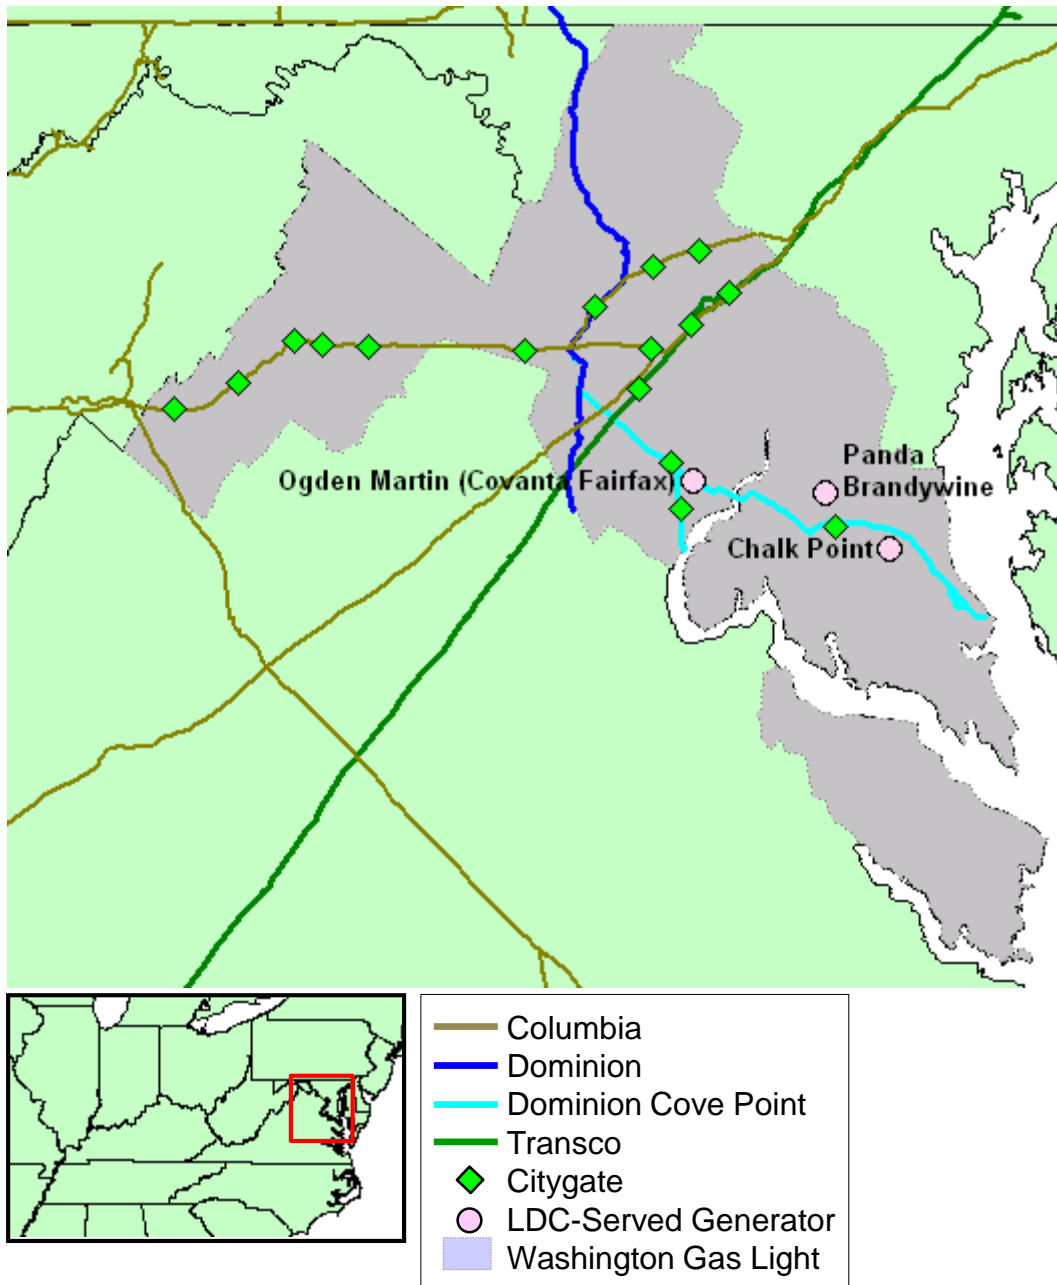 Panda
Brandywine
Ogden Martin (Covanta Fairfax)
Chalk Point
Columbia
Dominion
Dominion Cove Point
Transco
Citygate
LDC-Served Generator
Washington Gas Light